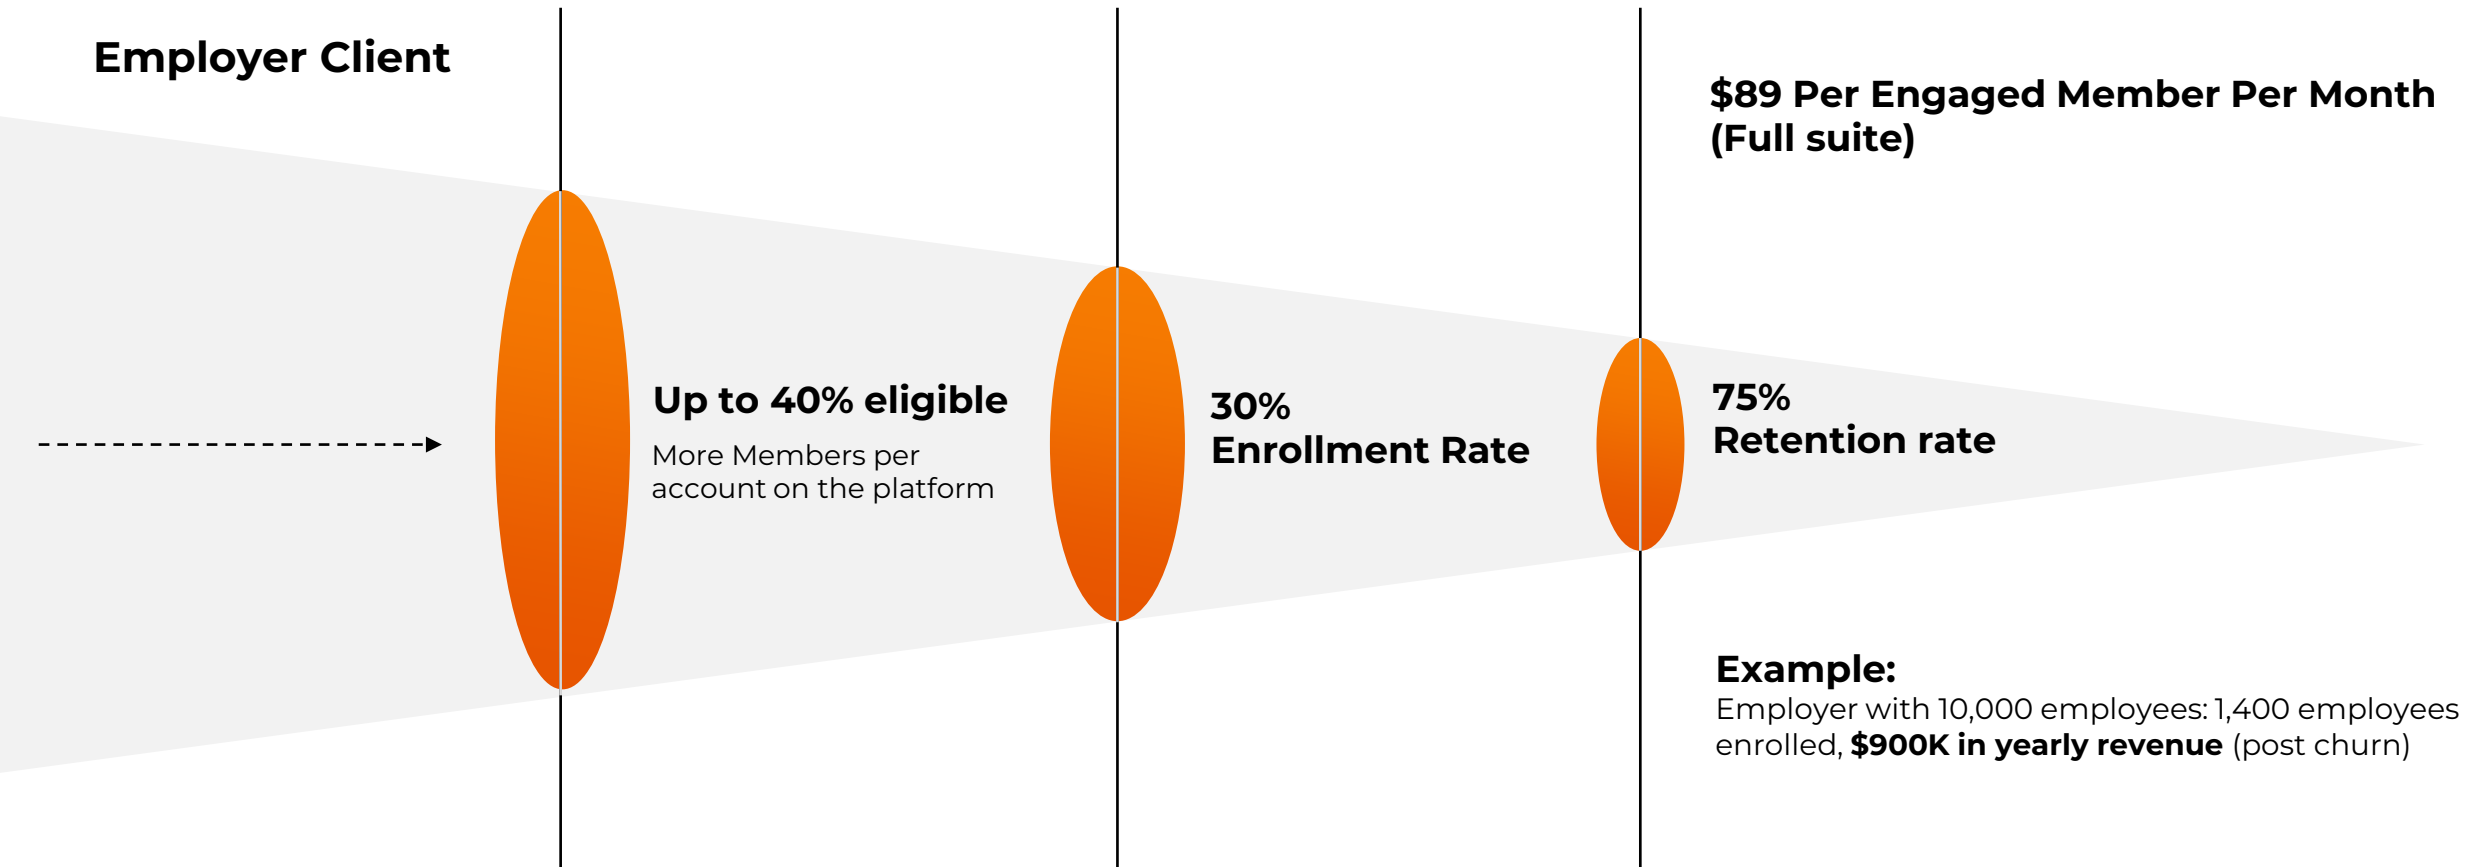 Employer Client
Up to 40% eligible
More Members per
account on the platform
30%
Enrollment Rate
$89 Per Engaged Member Per Month
(Full suite)
75%
Retention rate
Example:
Employer with 10,000 employees: 1,400 employees
enrolled, $900K in yearly revenue (post churn)